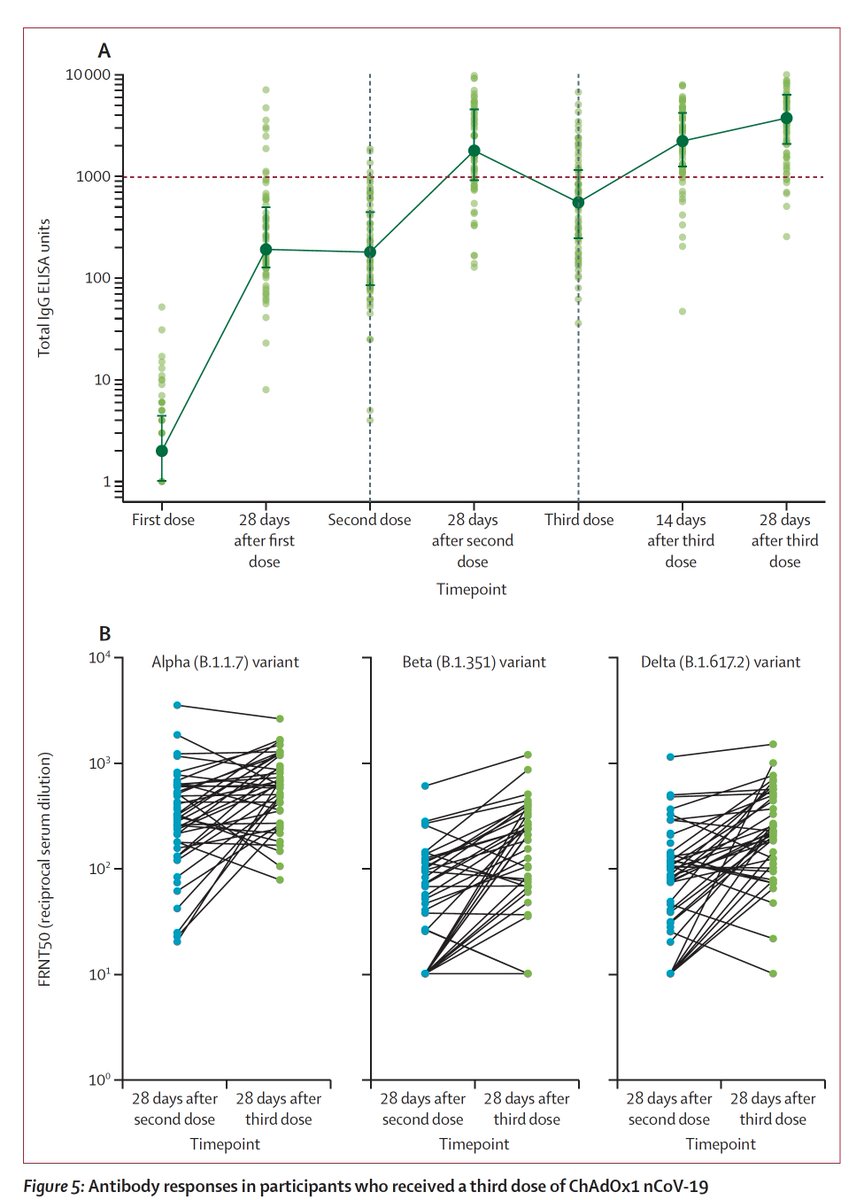 A
10 000
1000
100
10
1
Total IgG ELISA units
First dose
28 days
after first
dose
Second dose
28 days
after second
dose
Third dose
14 days
after third
dose
28 days
after third
dose
Timepoint
B
10⁴
10³
10²
10¹
10⁰
FRNT50 (reciprocal serum dilution)
Alpha (B.1.1.7) variant
28 days after
second dose
28 days after
third dose
Timepoint
Beta (B.1.351) variant
28 days after
second dose
28 days after
third dose
Timepoint
Delta (B.1.617.2) variant
28 days after
second dose
28 days after
third dose
Timepoint
Figure 5: Antibody responses in participants who received a third dose of ChAdOx1 nCoV-19